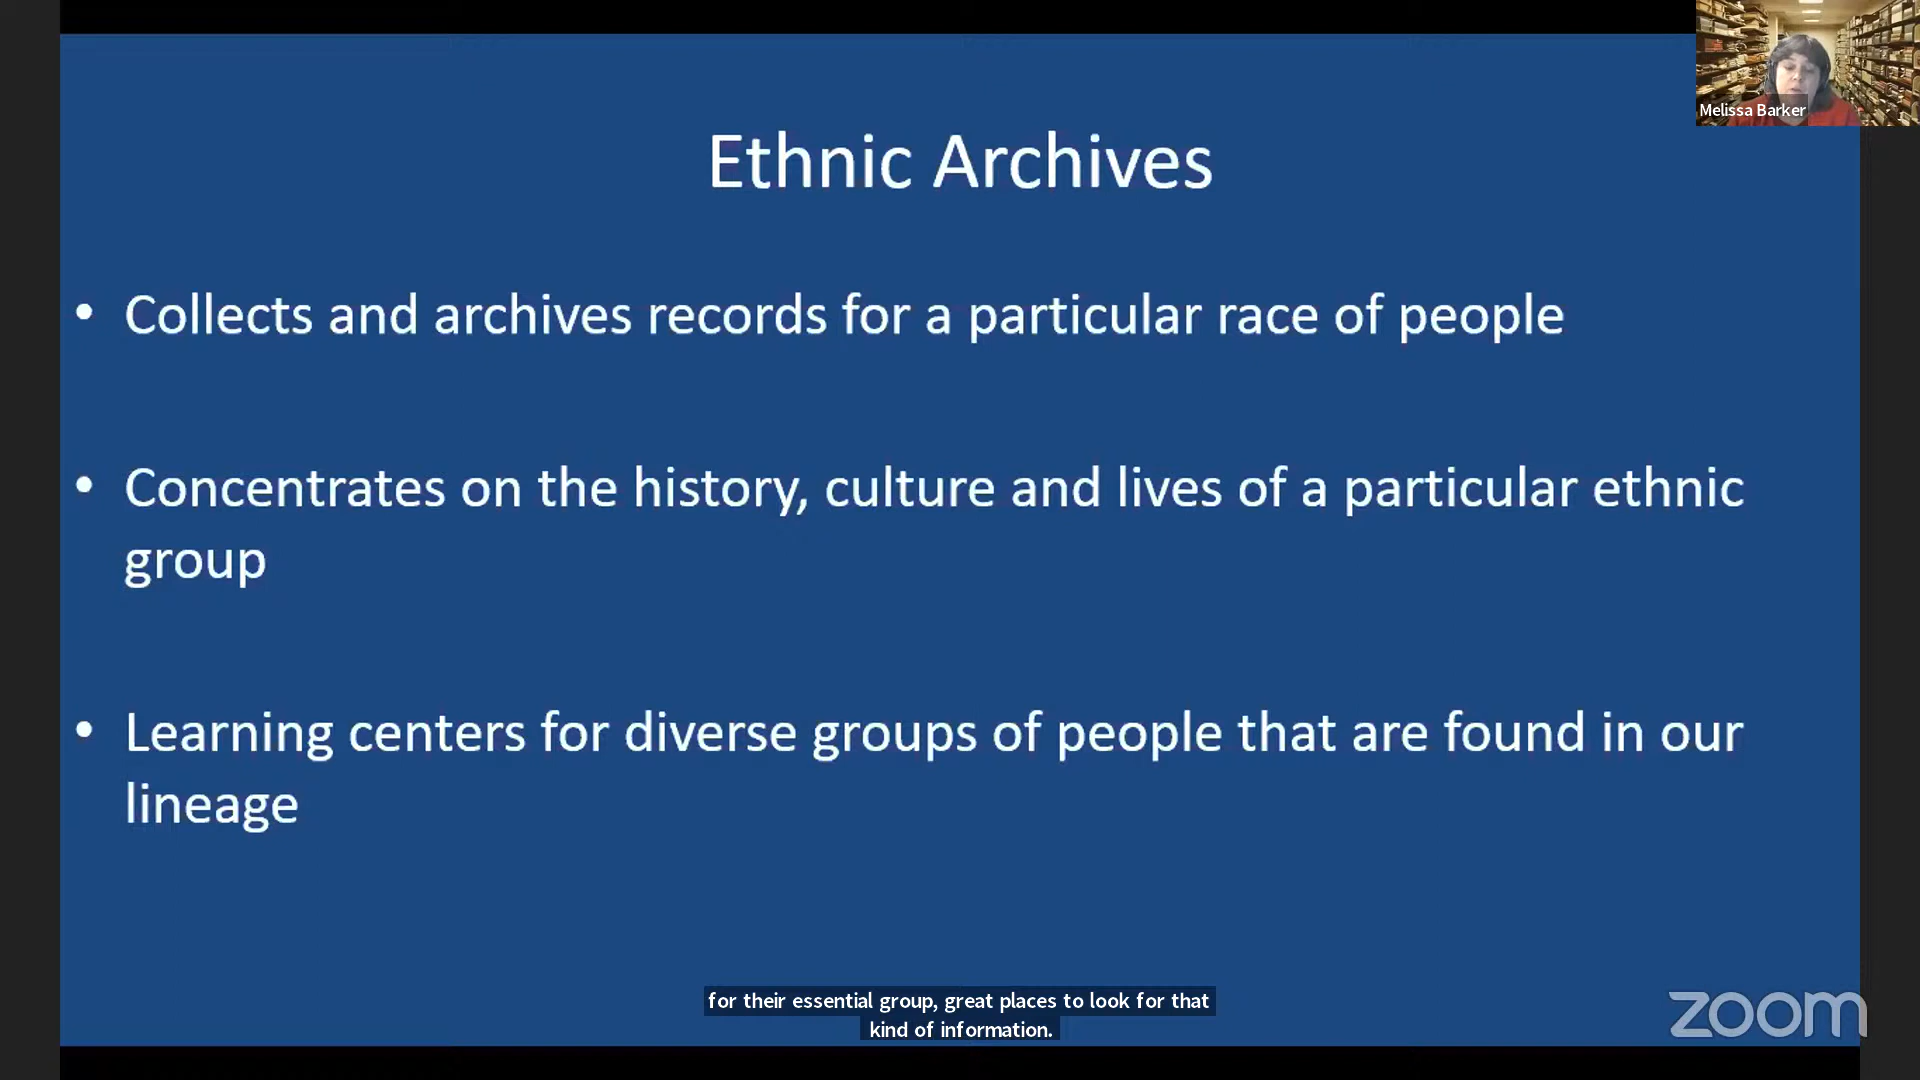 Melissa Barker
Ethnic Archives
• Collects and archives records for a particular race of people
• Concentrates on the history, culture and lives of a particular ethnic
group
• Learning centers for diverse groups of people that are found in our
lineage
for their essential group, great places to look for that
kind of information.
zoom